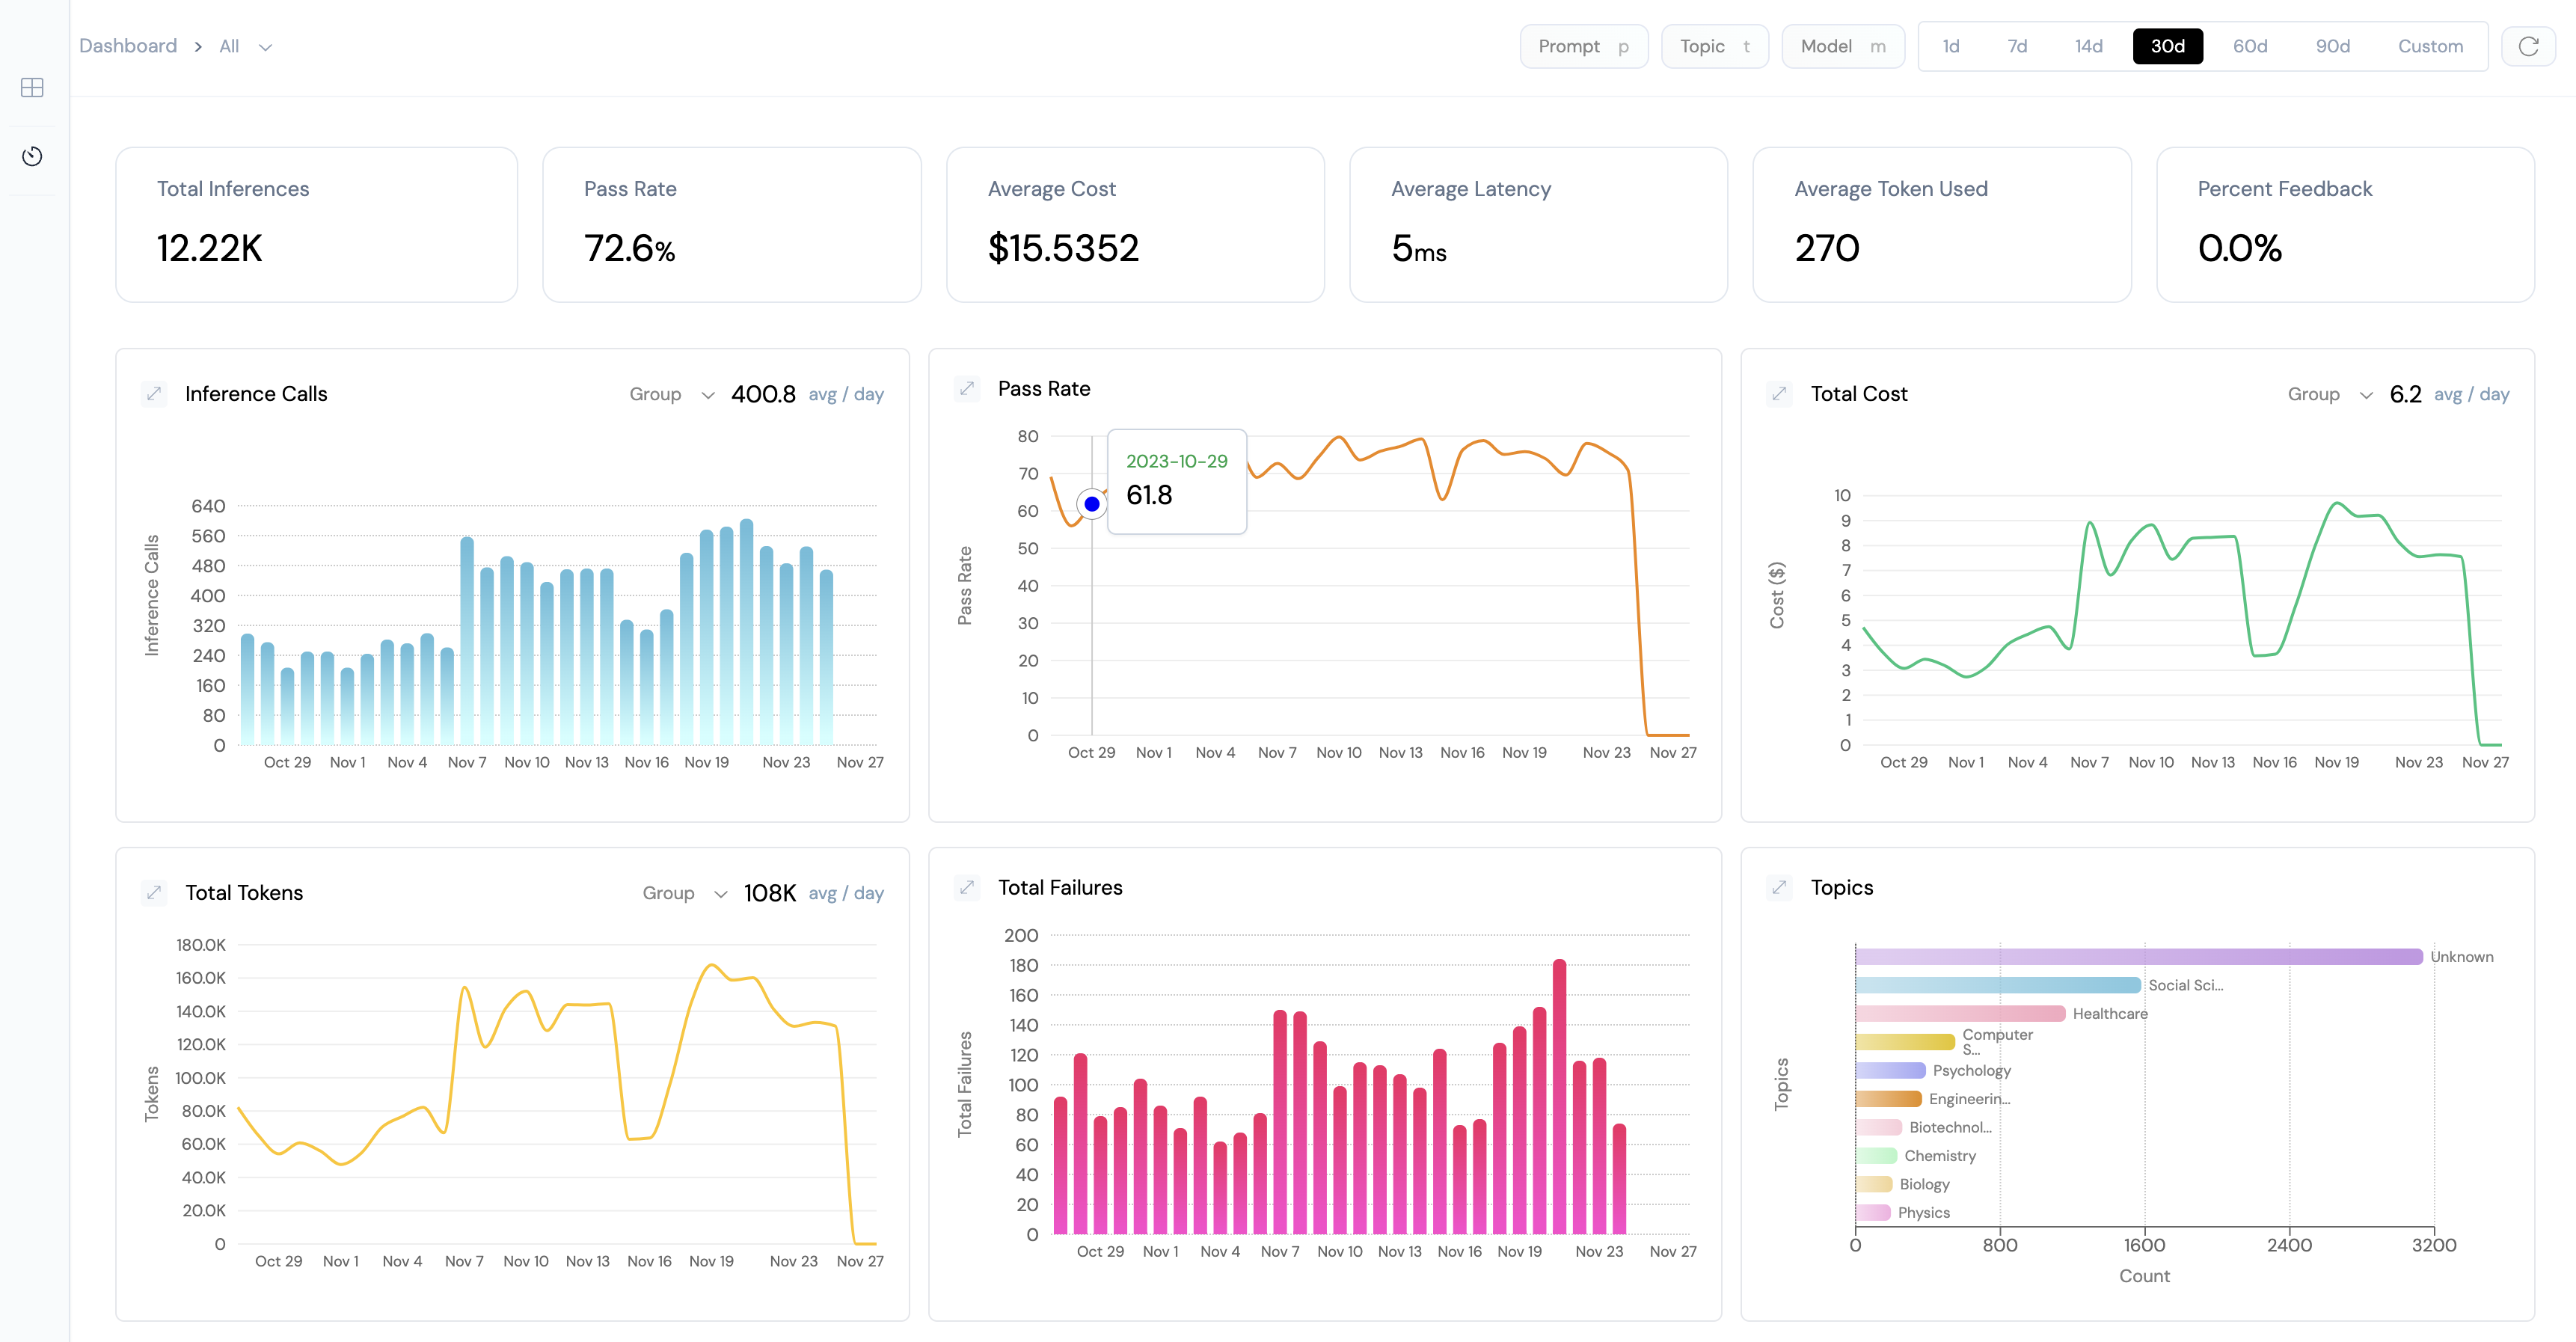 Dashboard > All
Prompt p Topic t Model m 1d 7d 14d 30d 60d 90d Custom
Total Inferences
12.22K
Pass Rate
72.6%
Average Cost
$15.5352
Average Latency
5ms
Average Token Used
270
Percent Feedback
0.0%
Inference Calls Group 400.8 avg / day
Inference Calls
640
560
480
400
320
240
160
80
0
Oct 29 Nov 1 Nov 4 Nov 7 Nov 10 Nov 13 Nov 16 Nov 19 Nov 23 Nov 27
Pass Rate
Pass Rate
80
70
60
50
40
30
20
10
0
2023-10-29
61.8
Oct 29 Nov 1 Nov 4 Nov 7 Nov 10 Nov 13 Nov 16 Nov 19 Nov 23 Nov 27
Total Cost Group 6.2 avg / day
Cost ($)
10
9
8
7
6
5
4
3
2
1
0
Oct 29 Nov 1 Nov 4 Nov 7 Nov 10 Nov 13 Nov 16 Nov 19 Nov 23 Nov 27
Total Tokens Group 108K avg / day
Tokens
180.0K
160.0K
140.0K
120.0K
100.0K
80.0K
60.0K
40.0K
20.0K
0
Oct 29 Nov 1 Nov 4 Nov 7 Nov 10 Nov 13 Nov 16 Nov 19 Nov 23 Nov 27
Total Failures
Total Failures
200
180
160
140
120
100
80
60
40
20
0
Oct 29 Nov 1 Nov 4 Nov 7 Nov 10 Nov 13 Nov 16 Nov 19 Nov 23 Nov 27
Topics
Topics
Unknown
Social Sci...
Healthcare
Computer
S...
Psychology
Engineerin...
Biotechnol...
Chemistry
Biology
Physics
0 800 1600 2400 3200
Count